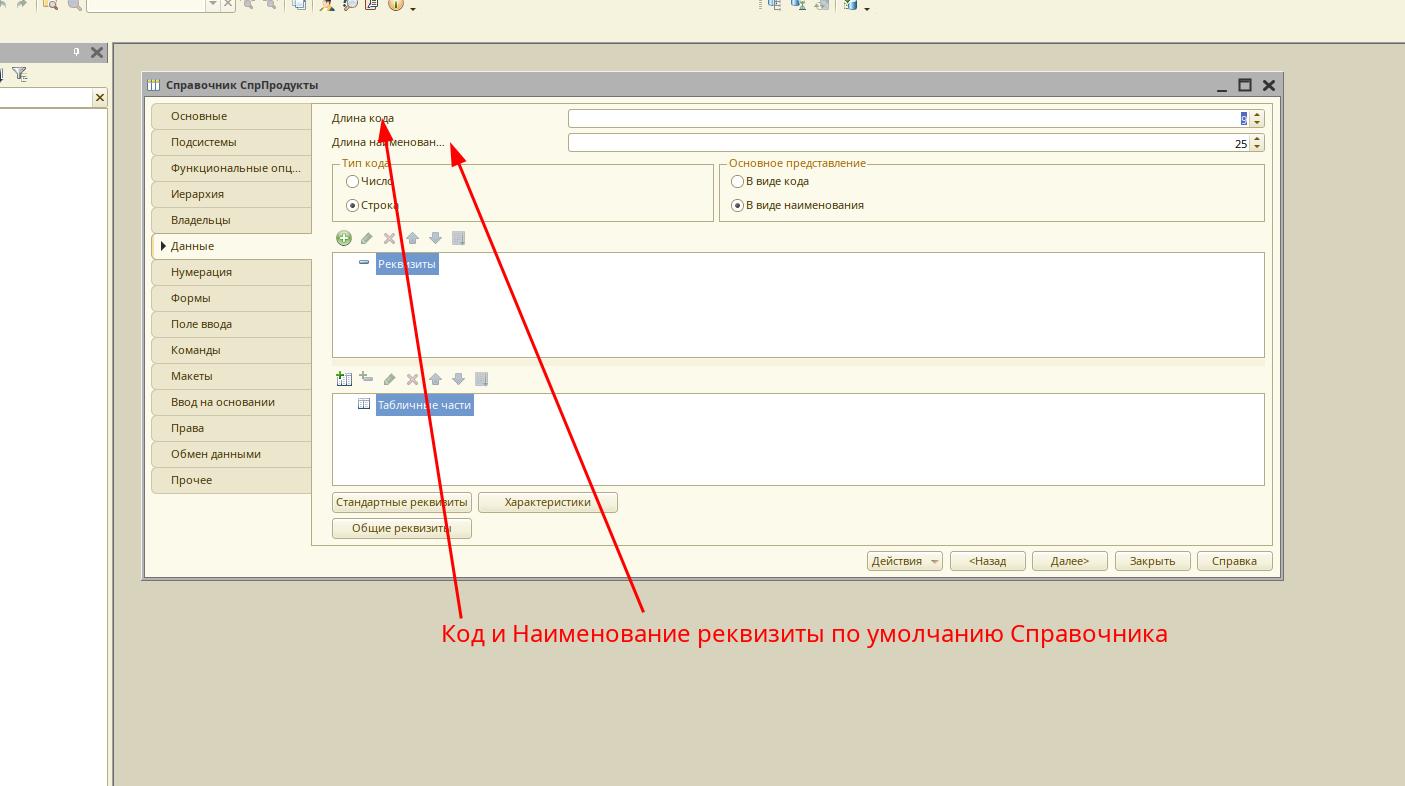 Справочник СпрПродукты
Основные
Подсистемы
Функциональные опц...
Иерархия
Владельцы
Данные
Нумерация
Формы
Поле ввода
Команды
Макеты
Ввод на основании
Права
Обмен данными
Прочее
Длина кода
9
Длина наименован...
25
Тип кода
Число
Строка
Основное представление
В виде кода
В виде наименования
Реквизиты
Табличные части
Стандартные реквизиты
Характеристики
Общие реквизиты
Действия
<Назад
Далее>
Закрыть
Справка
Код и Наименование реквизиты по умолчанию Справочника